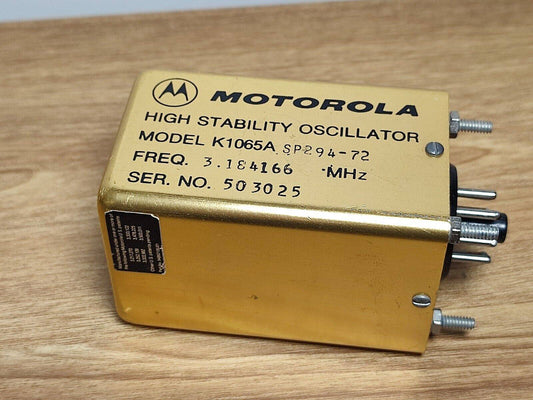 MOTOROLA
HIGH STABILITY OSCILLATOR
MODEL K1065A SP294-72
FREQ. 3.184166 MHz
SER. NO. 503025